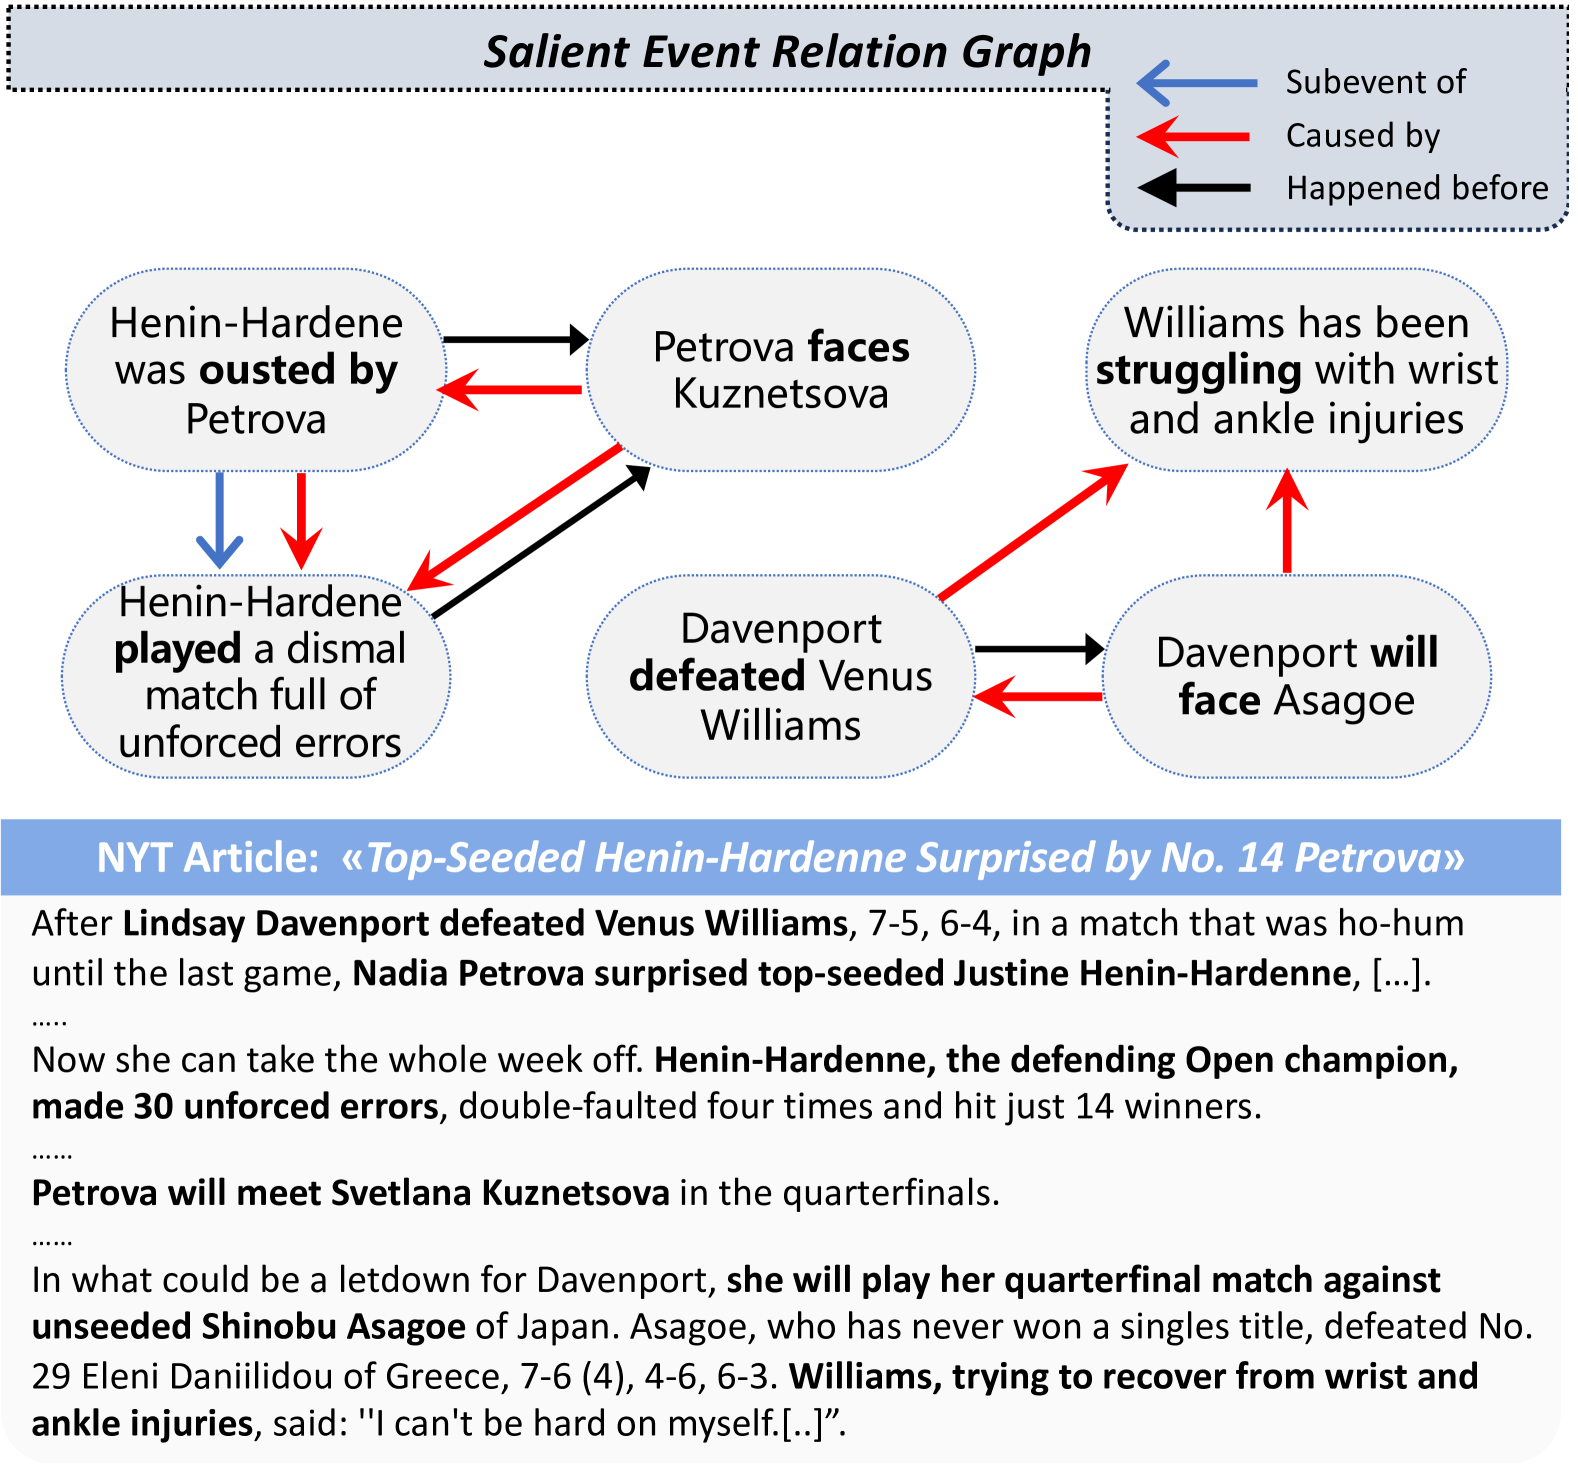 Salient Event Relation Graph
Subevent of
Caused by
Happened before
Henin-Hardene
was ousted by
Petrova
Petrova faces
Kuznetsova
Williams has been
struggling with wrist
and ankle injuries
Henin-Hardene
played a dismal
match full of
unforced errors
Davenport
defeated Venus
Williams
Davenport will
face Asagoe
NYT Article: «Top-Seeded Henin-Hardenne Surprised by No. 14 Petrova»
After Lindsay Davenport defeated Venus Williams, 7-5, 6-4, in a match that was ho-hum
until the last game, Nadia Petrova surprised top-seeded Justine Henin-Hardenne, [...].
.....
Now she can take the whole week off. Henin-Hardenne, the defending Open champion,
made 30 unforced errors, double-faulted four times and hit just 14 winners.
......
Petrova will meet Svetlana Kuznetsova in the quarterfinals.
......
In what could be a letdown for Davenport, she will play her quarterfinal match against
unseeded Shinobu Asagoe of Japan. Asagoe, who has never won a singles title, defeated No.
29 Eleni Daniilidou of Greece, 7-6 (4), 4-6, 6-3. Williams, trying to recover from wrist and
ankle injuries, said: ''I can't be hard on myself.[..]”.